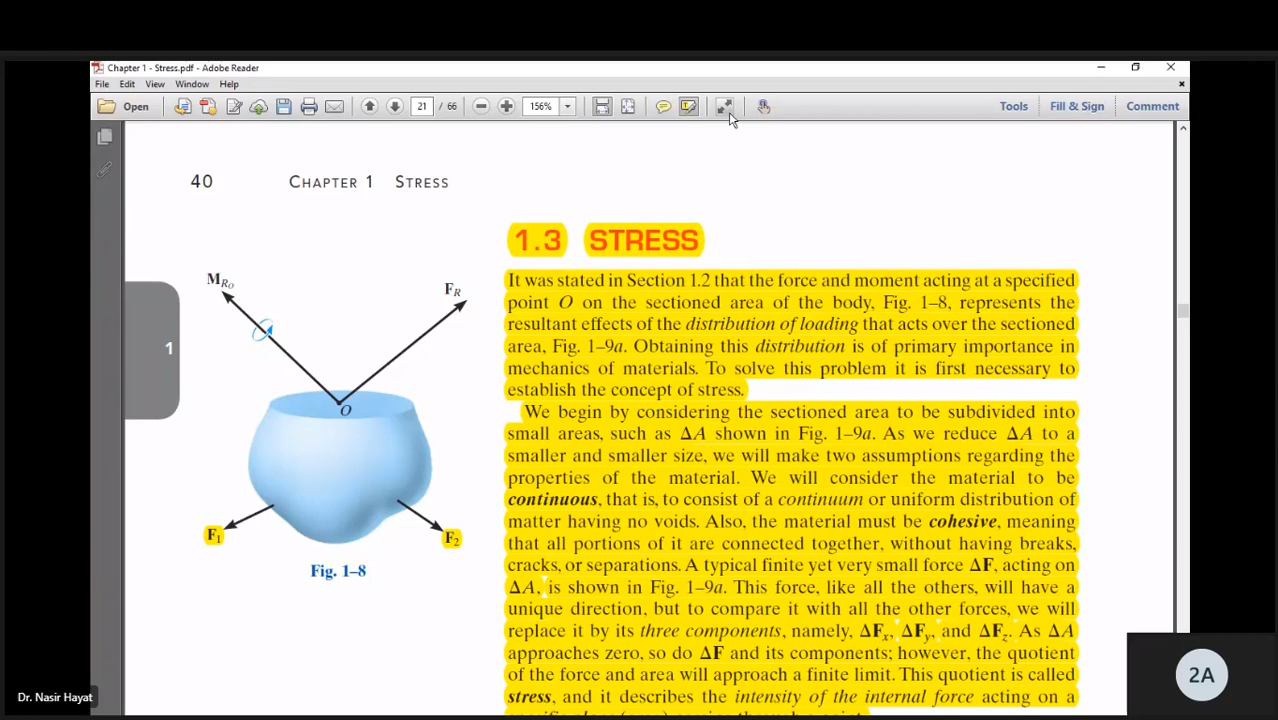 Chapter 1 - Stress.pdf - Adobe Reader
File Edit View Window Help
Open 21 / 66 156% Tools Fill & Sign Comment
40 CHAPTER 1 STRESS
1.3 STRESS
It was stated in Section 1.2 that the force and moment acting at a specified
point O on the sectioned area of the body, Fig. 1–8, represents the
resultant effects of the distribution of loading that acts over the sectioned
area, Fig. 1–9a. Obtaining this distribution is of primary importance in
mechanics of materials. To solve this problem it is first necessary to
establish the concept of stress.
We begin by considering the sectioned area to be subdivided into
small areas, such as ΔA shown in Fig. 1–9a. As we reduce ΔA to a
smaller and smaller size, we will make two assumptions regarding the
properties of the material. We will consider the material to be
continuous, that is, to consist of a continuum or uniform distribution of
matter having no voids. Also, the material must be cohesive, meaning
that all portions of it are connected together, without having breaks,
cracks, or separations. A typical finite yet very small force ΔF, acting on
ΔA, is shown in Fig. 1–9a. This force, like all the others, will have a
unique direction, but to compare it with all the other forces, we will
replace it by its three components, namely, ΔFx, ΔFy, and ΔFz. As ΔA
approaches zero, so do ΔF and its components; however, the quotient
of the force and area will approach a finite limit. This quotient is called
stress, and it describes the intensity of the internal force acting on a
MRO
FR
1
O
F1
F2
Fig. 1–8
Dr. Nasir Hayat
2A